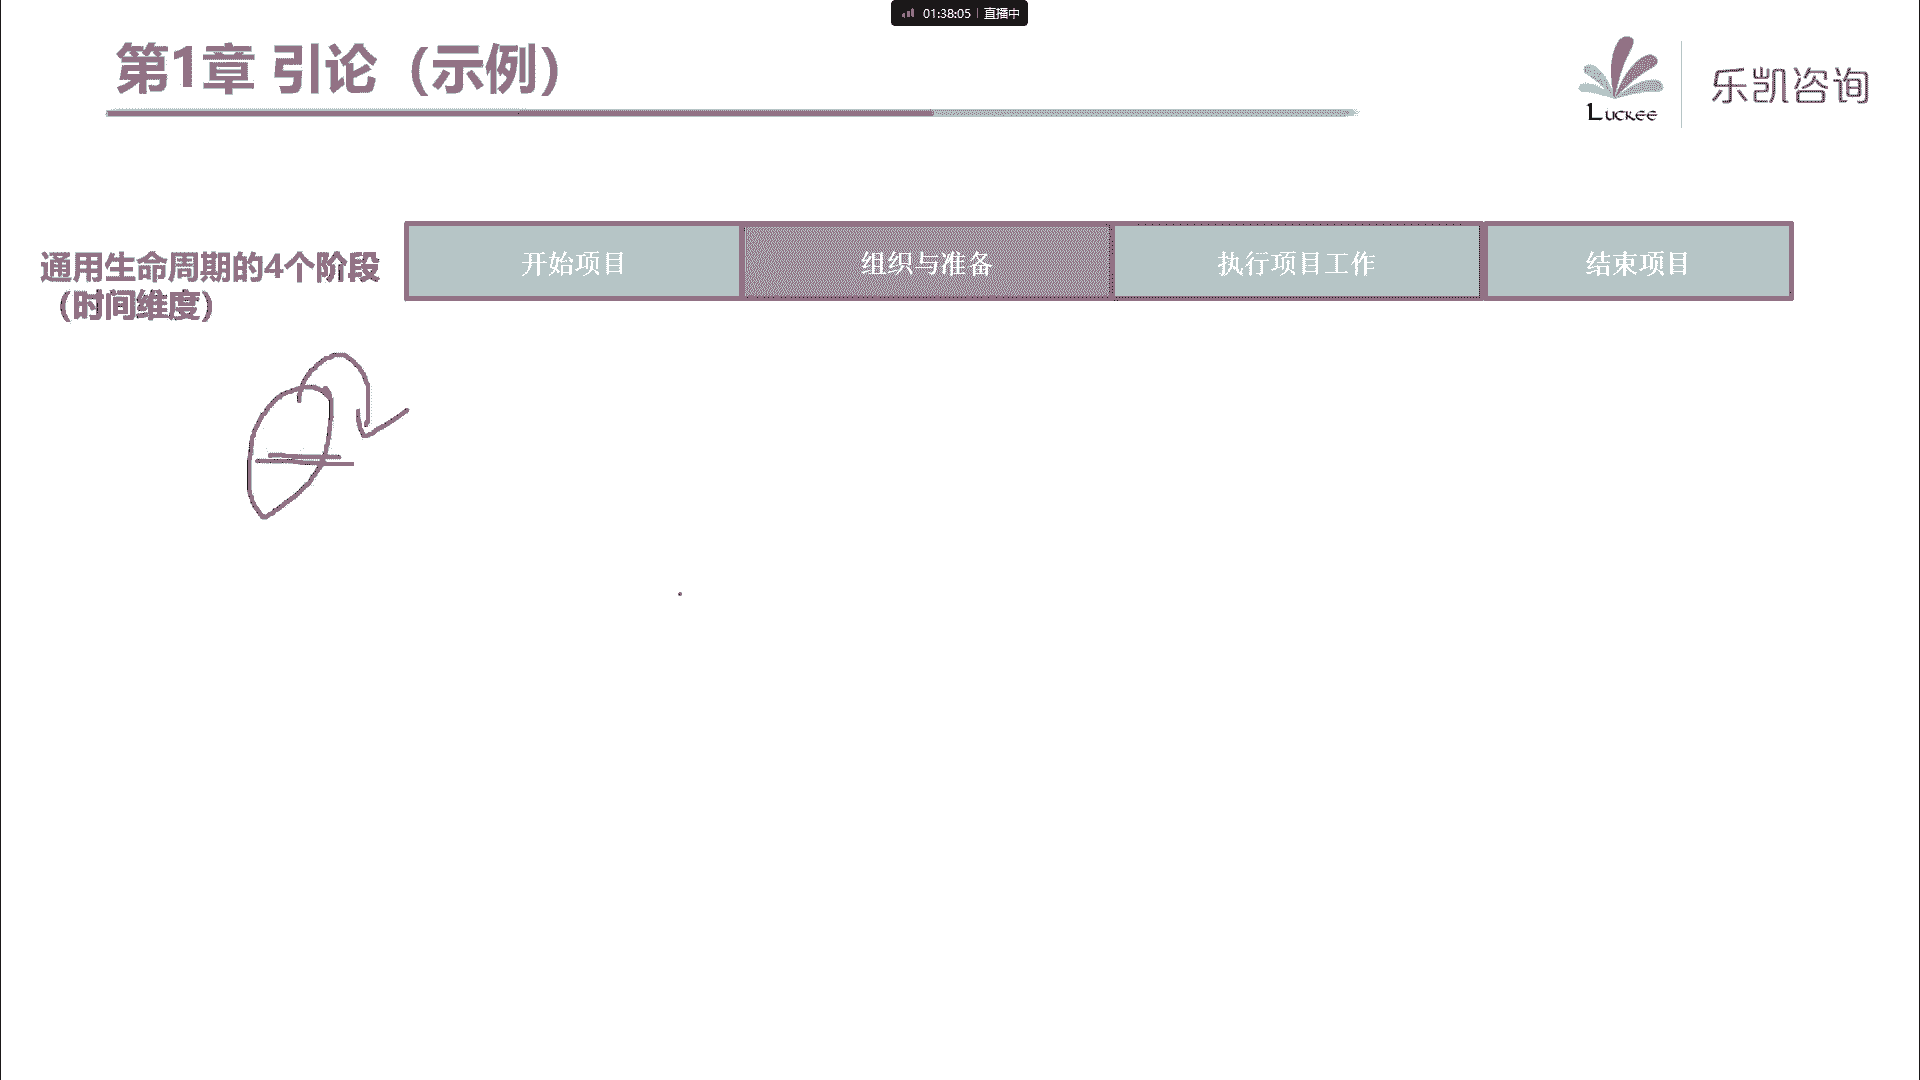 01:38:05 直播中
第1章 引论（示例）
Luckee
乐凯咨询
通用生命周期的4个阶段
（时间维度）
开始项目
组织与准备
执行项目工作
结束项目